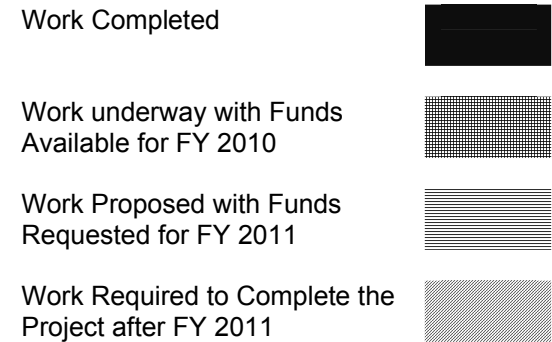 Work Completed
Work underway with Funds
Available for FY 2010
Work Proposed with Funds
Requested for FY 2011
Work Required to Complete the
Project after FY 2011